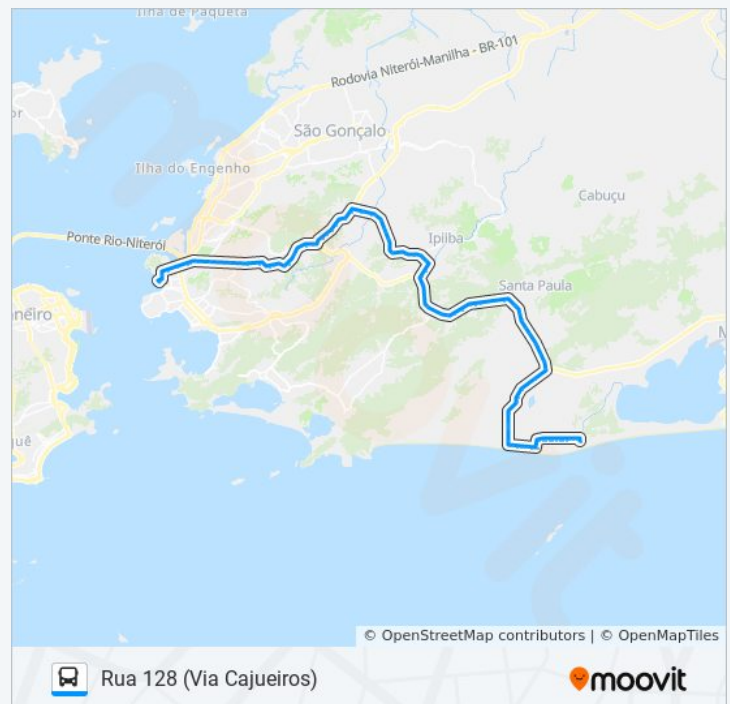 Ilha de Paquetá
Rodovia Niterói-Manilha - BR-101
São Gonçalo
Ilha do Engenho
Cabuçu
Ponte Rio-Niterói
Ipiíba
Santa Paula
neiro
M
uê
© OpenStreetMap contributors | © OpenMapTiles
Rua 128 (Via Cajueiros)
moovit